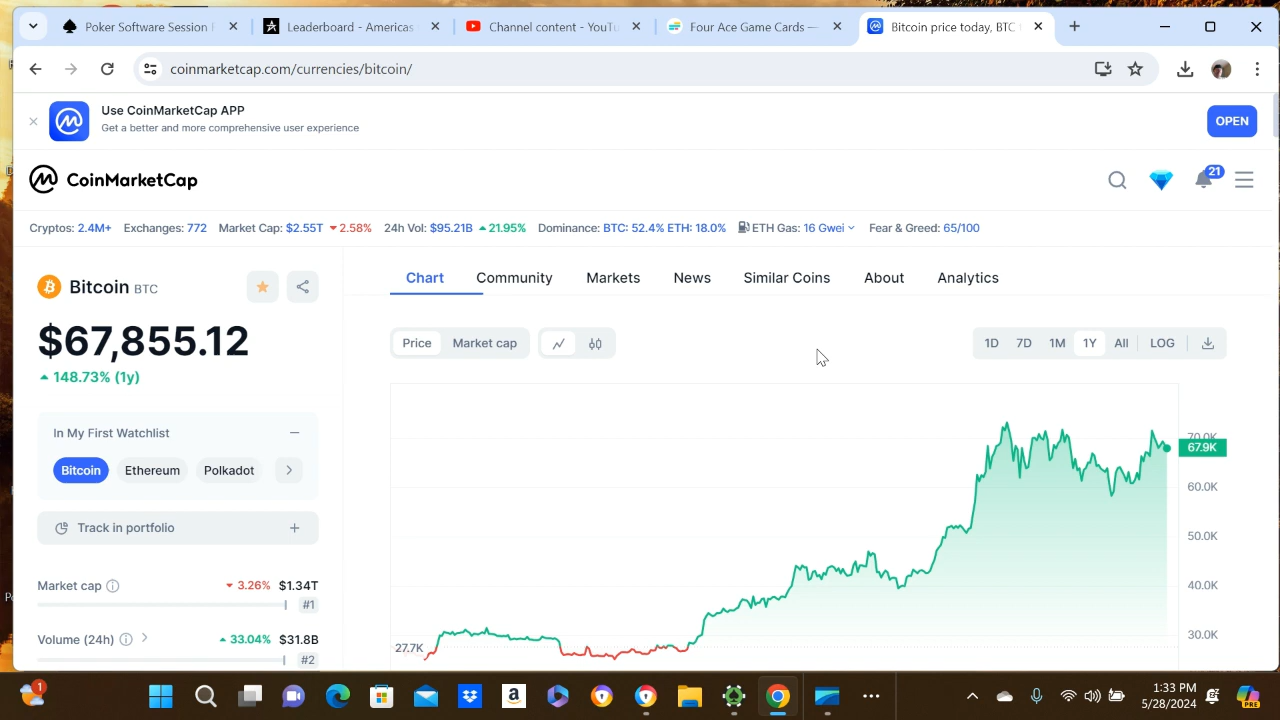 Poker Software Download
Leaderboard - Americas
Channel content - YouTu
Four Ace Game Cards —
Bitcoin price today, BTC
coinmarketcap.com/currencies/bitcoin/
Use CoinMarketCap APP
Get a better and more comprehensive user experience
OPEN
CoinMarketCap
21
Cryptos: 2.4M+ Exchanges: 772 Market Cap: $2.55T 2.58% 24h Vol: $95.21B 21.95% Dominance: BTC: 52.4% ETH: 18.0% ETH Gas: 16 Gwei Fear & Greed: 65/100
Bitcoin BTC
$67,855.12
148.73% (1y)
Chart Community Markets News Similar Coins About Analytics
Price Market cap
1D 7D 1M 1Y All LOG
In My First Watchlist
Bitcoin Ethereum Polkadot
Track in portfolio
Market cap 3.26% $1.34T
#1
Volume (24h) 33.04% $31.8B
#2
70.0K
67.9K
60.0K
50.0K
40.0K
30.0K
27.7K
1
PRE
1:33 PM
5/28/2024